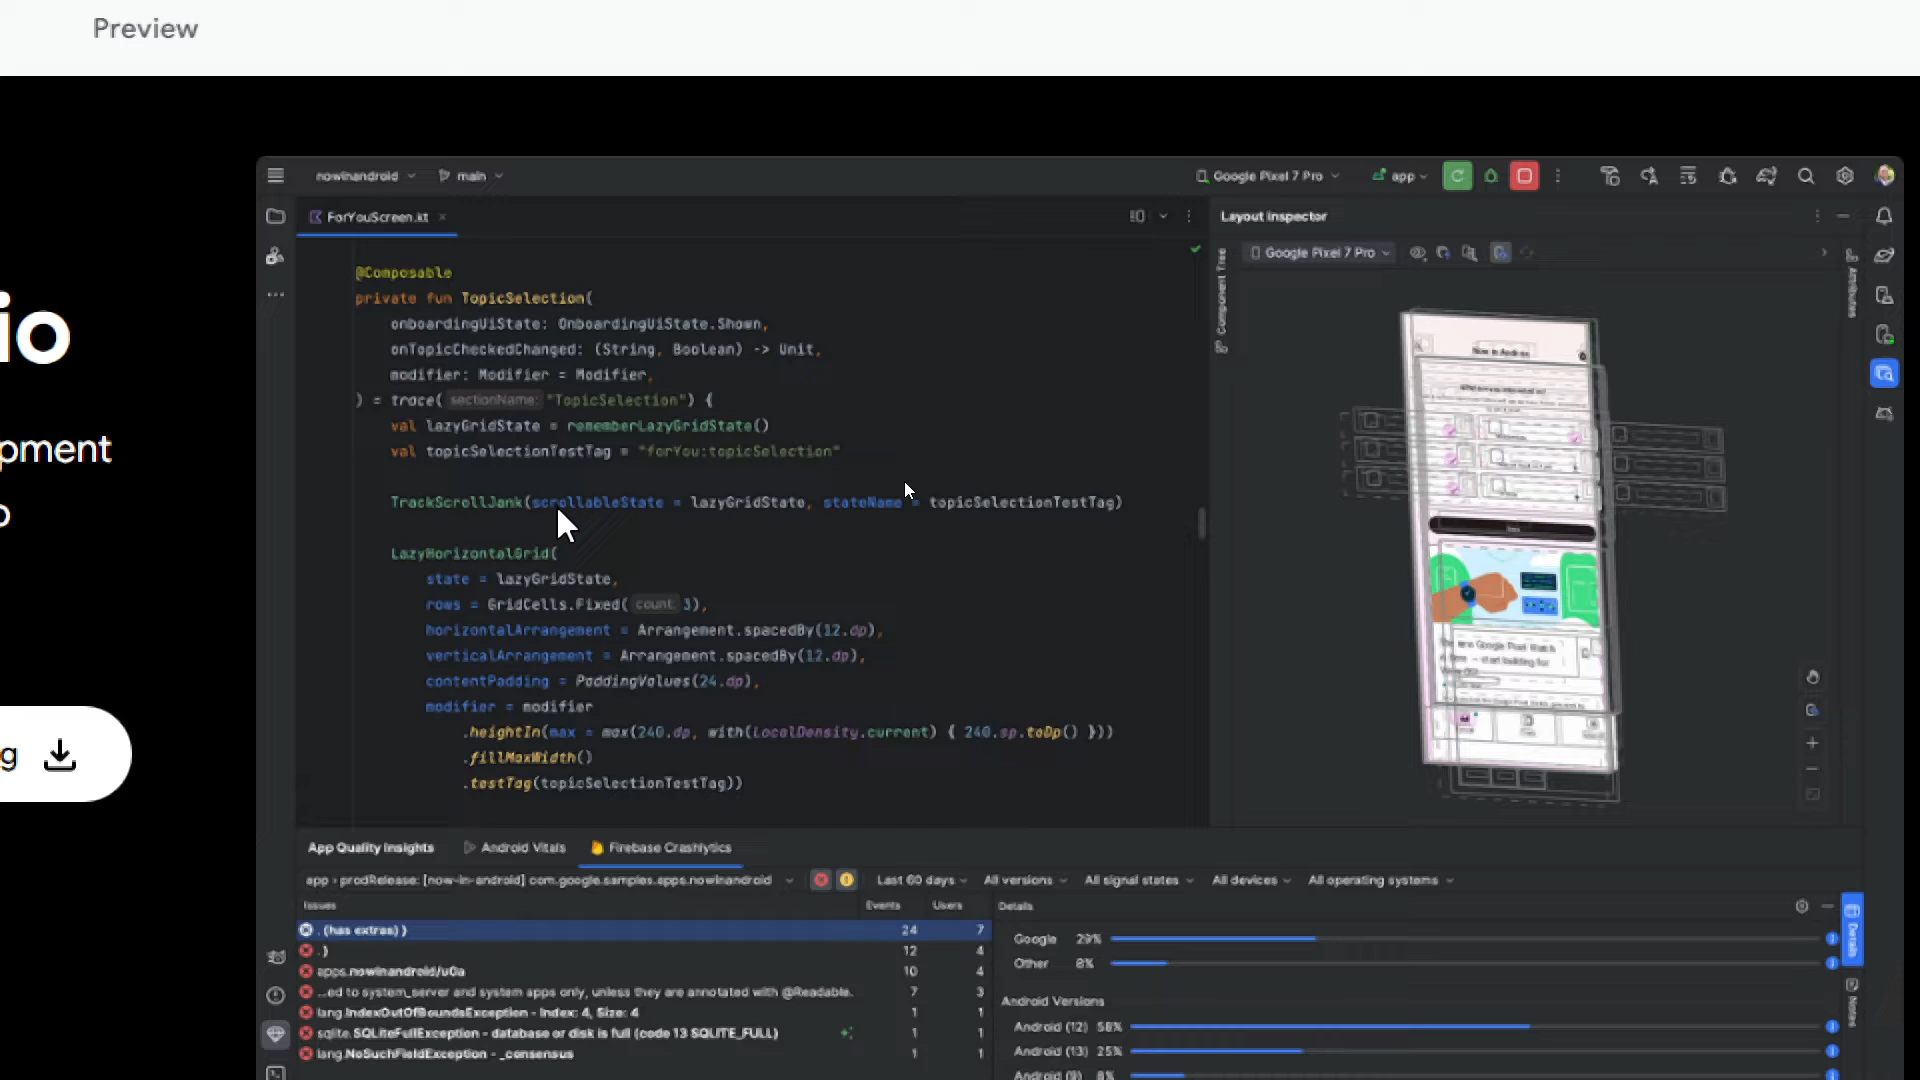 Preview
io
pment
g
nowinandroid
main
Google Pixel 7 Pro
app
ForYouScreen.kt
Layout Inspector
Google Pixel 7 Pro
Component Tree
Attributes
@Composable
private fun TopicSelection(
onboardingUiState: OnboardingUiState.Shown,
onTopicCheckedChanged: (String, Boolean) -> Unit,
modifier: Modifier = Modifier,
) = trace( sectionName: "TopicSelection") {
val lazyGridState = rememberLazyGridState()
val topicSelectionTestTag = "forYou:topicSelection"
TrackScrollJank(scrollableState = lazyGridState, stateName = topicSelectionTestTag)
LazyHorizontalGrid(
state = lazyGridState,
rows = GridCells.Fixed( count: 3),
horizontalArrangement = Arrangement.spacedBy(12.dp),
verticalArrangement = Arrangement.spacedBy(12.dp),
contentPadding = PaddingValues(24.dp),
modifier = modifier
.heightIn(max = max(240.dp, with(LocalDensity.current) { 240.sp.toDp() }))
.fillMaxWidth()
.testTag(topicSelectionTestTag))
App Quality Insights
Android Vitals
Firebase Crashlytics
app › prodRelease: [now-in-android] com.google.samples.apps.nowinandroid
Last 60 days
All versions
All signal states
All devices
All operating systems
Issues
Events
Users
Details
. (has extras) }
24
7
. }
12
4
apps.nowinandroid/u0a
10
4
...ed to system_server and system apps only, unless they are annotated with @Readable.
7
3
lang.IndexOutOfBoundsException - Index: 4, Size: 4
1
1
sqlite.SQLiteFullException - database or disk is full (code 13 SQLITE_FULL)
1
1
lang.NoSuchFieldException - _consensus
1
1
Google 29%
Other 8%
Android Versions
Android (12) 58%
Android (13) 25%
Android (9) 8%
Details
Notes